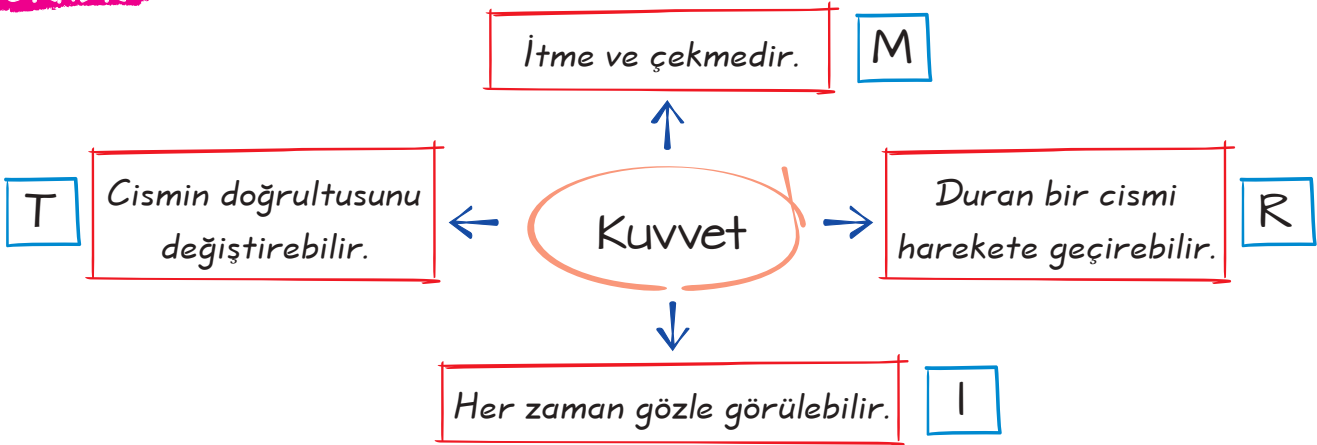 İtme ve çekmedir.
M
T
Cismin doğrultusunu
değiştirebilir.
Kuvvet
Duran bir cismi
harekete geçirebilir.
R
Her zaman gözle görülebilir.
I